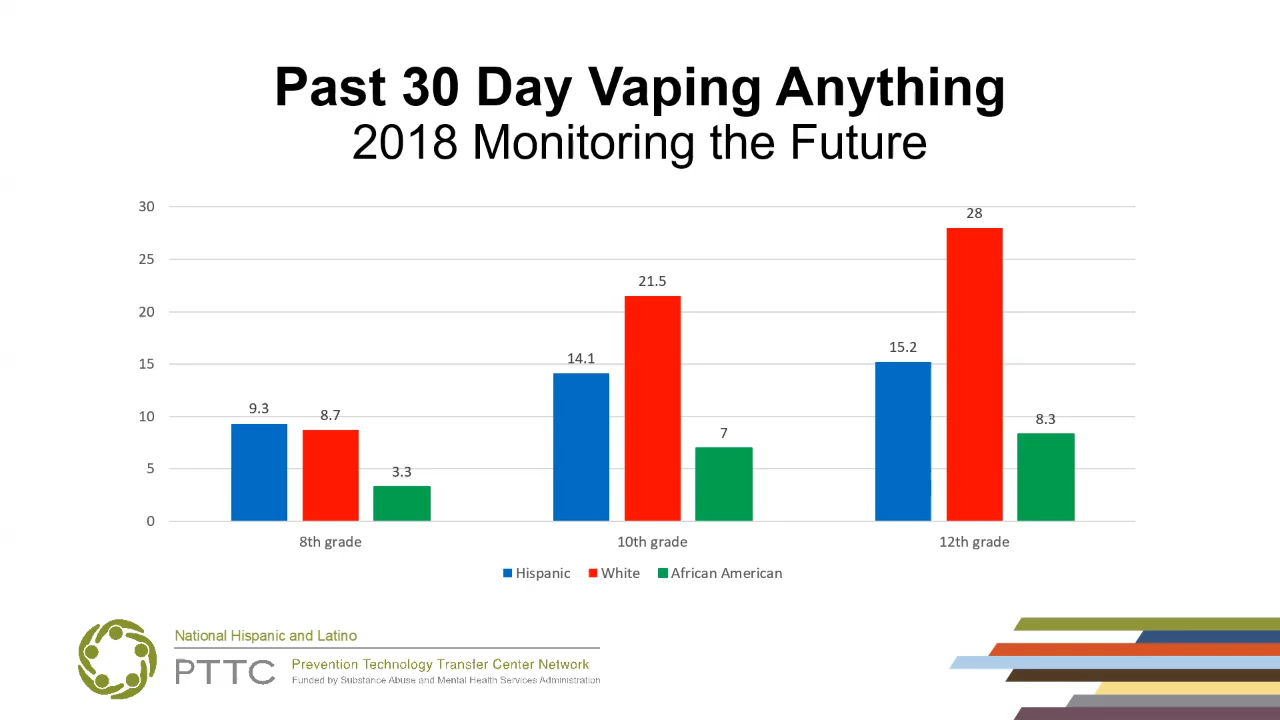 Past 30 Day Vaping Anything
2018 Monitoring the Future
30
25
20
15
10
5
0
9.3
8.7
3.3
14.1
21.5
7
15.2
28
8.3
8th grade
10th grade
12th grade
Hispanic White African American
National Hispanic and Latino
PTTC
Prevention Technology Transfer Center Network
Funded by Substance Abuse and Mental Health Services Administration